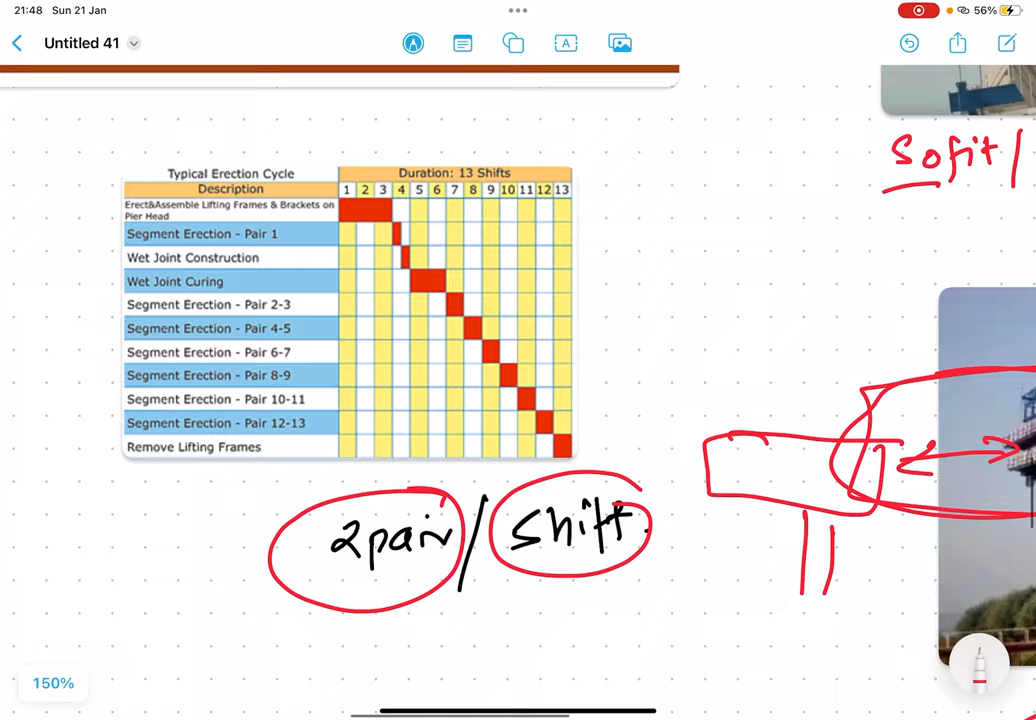 21:48 Sun 21 Jan
56%
Untitled 41
A
Sofit/
Typical Erection Cycle
Duration: 13 Shifts
Description
1 2 3 4 5 6 7 8 9 10 11 12 13
Erect&Assemble Lifting Frames & Brackets on
Pier Head
Segment Erection - Pair 1
Wet Joint Construction
Wet Joint Curing
Segment Erection - Pair 2-3
Segment Erection - Pair 4-5
Segment Erection - Pair 6-7
Segment Erection - Pair 8-9
Segment Erection - Pair 10-11
Segment Erection - Pair 12-13
Remove Lifting Frames
2pair/shift.
150%